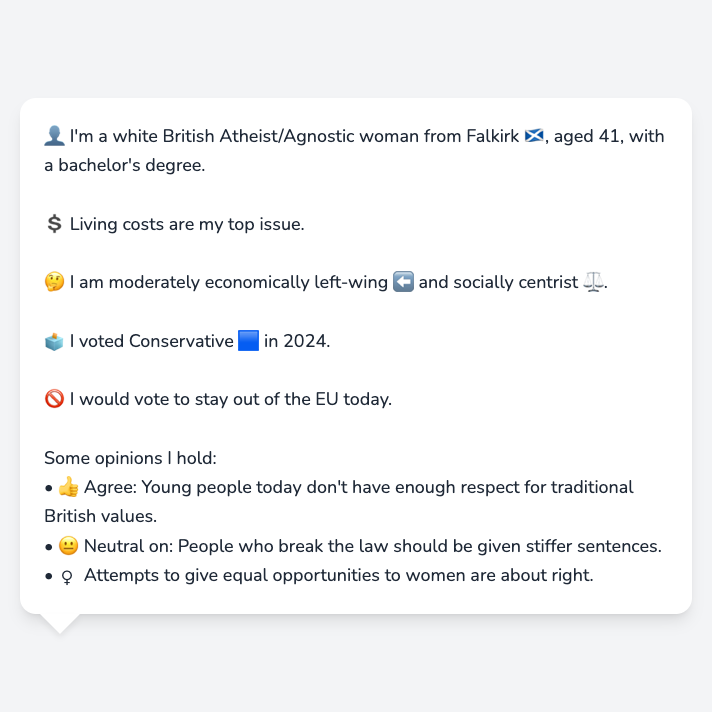 👤 I'm a white British Atheist/Agnostic woman from Falkirk 🏴󠁧󠁢󠁳󠁣󠁴󠁿, aged 41, with
a bachelor's degree.
💲 Living costs are my top issue.
🤔 I am moderately economically left-wing ⬅️ and socially centrist ⚖️.
🗳️ I voted Conservative 🟦 in 2024.
🚫 I would vote to stay out of the EU today.
Some opinions I hold:
• 👍 Agree: Young people today don't have enough respect for traditional
British values.
• 😐 Neutral on: People who break the law should be given stiffer sentences.
• ♀ Attempts to give equal opportunities to women are about right.